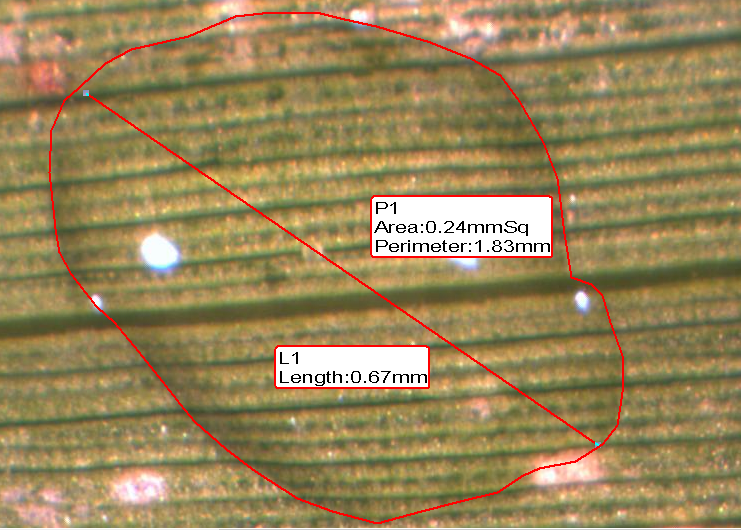 P1
Area:0.24mmSq
Perimeter:1.83mm
L1
Length:0.67mm